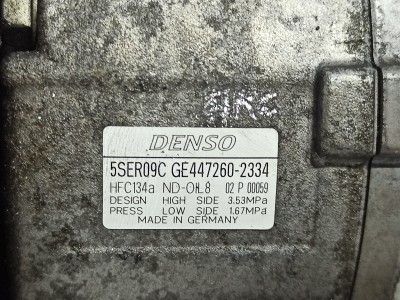 DENSO
5SER09C GE447260-2334
HFC134a ND-OIL8 02 P 00059
DESIGN HIGH SIDE 3.53MPa
PRESS LOW SIDE 1.67MPa
MADE IN GERMANY